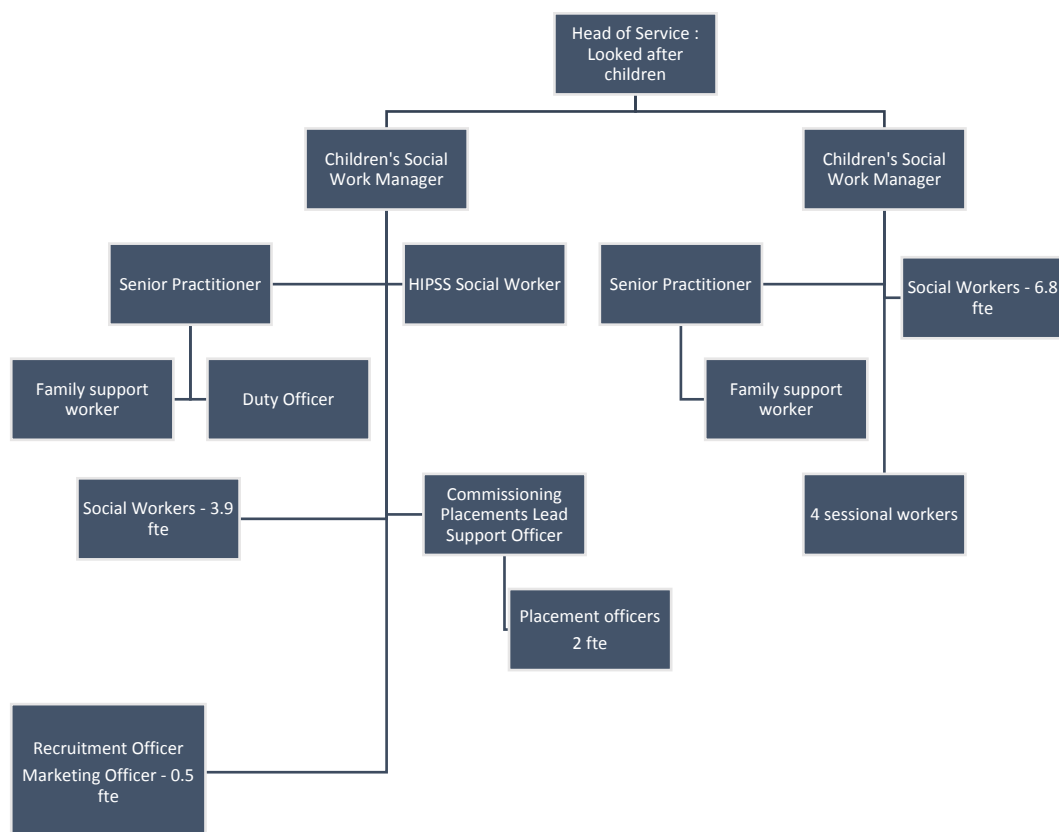 Head of Service :
Looked after
children
Children's Social
Work Manager
Children's Social
Work Manager
Senior Practitioner
HIPSS Social Worker
Senior Practitioner
Social Workers - 6.8
fte
Family support
worker
Duty Officer
Family support
worker
Social Workers - 3.9
fte
Commissioning
Placements Lead
Support Officer
4 sessional workers
Placement officers
2 fte
Recruitment Officer
Marketing Officer - 0.5
fte